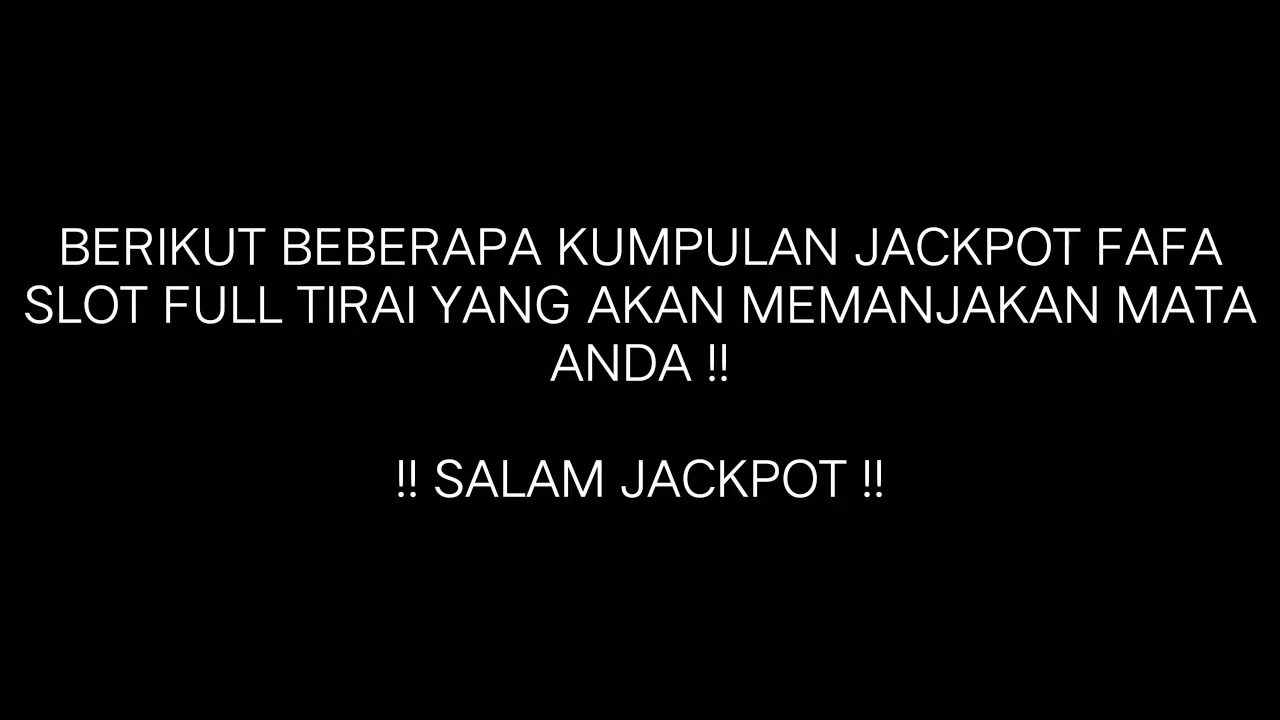 BERIKUT BEBERAPA KUMPULAN JACKPOT FAFA
SLOT FULL TIRAI YANG AKAN MEMANJAKAN MATA
ANDA !!
!! SALAM JACKPOT !!